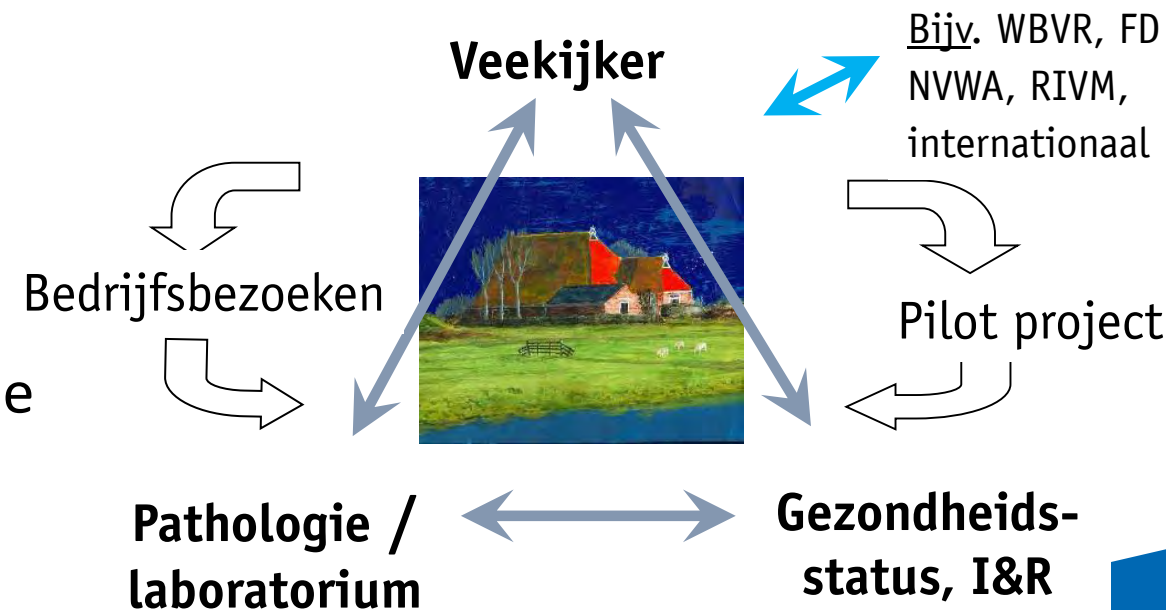 Veekijker
Bijv. WBVR, FD
NVWA, RIVM,
internationaal
Bedrijfsbezoeken
Pilot project
e
Pathologie /
laboratorium
Gezondheids-
status, I&R